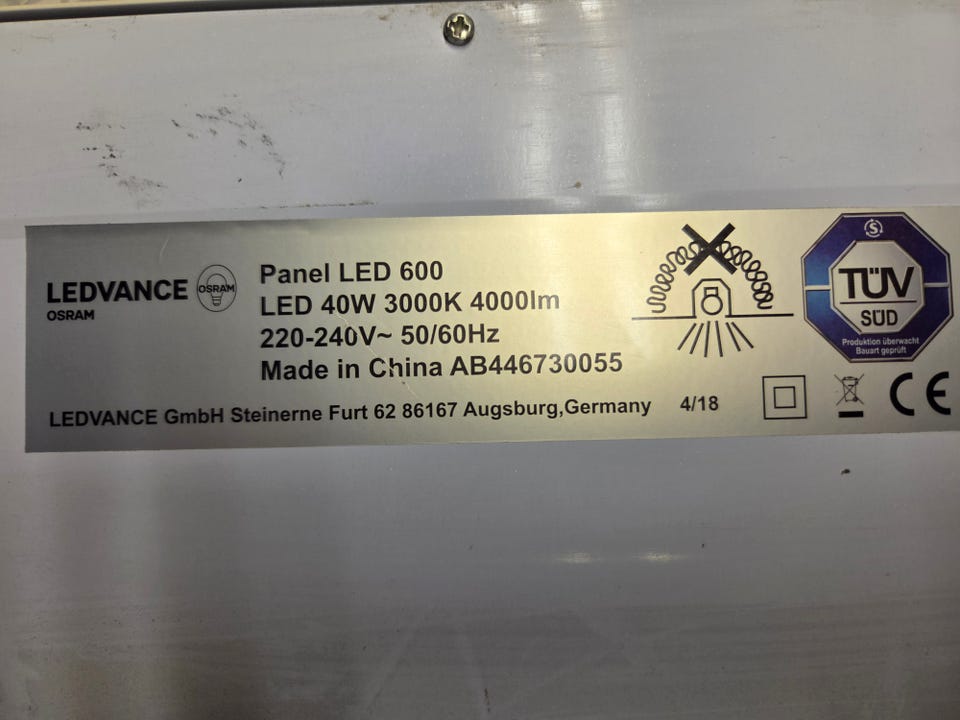 LEDVANCE
OSRAM
OSRAM
Panel LED 600
LED 40W 3000K 4000lm
220-240V~ 50/60Hz
Made in China AB446730055
LEDVANCE GmbH Steinerne Furt 62 86167 Augsburg,Germany 4/18
S
TÜV
SÜD
Produktion überwacht
Bauart geprüft
CE